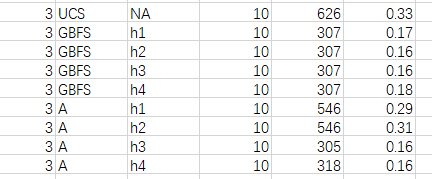 3 UCS NA 10 626 0.33
3 GBFS h1 10 307 0.17
3 GBFS h2 10 307 0.16
3 GBFS h3 10 307 0.16
3 GBFS h4 10 307 0.18
3 A h1 10 546 0.29
3 A h2 10 546 0.31
3 A h3 10 305 0.16
3 A h4 10 318 0.16